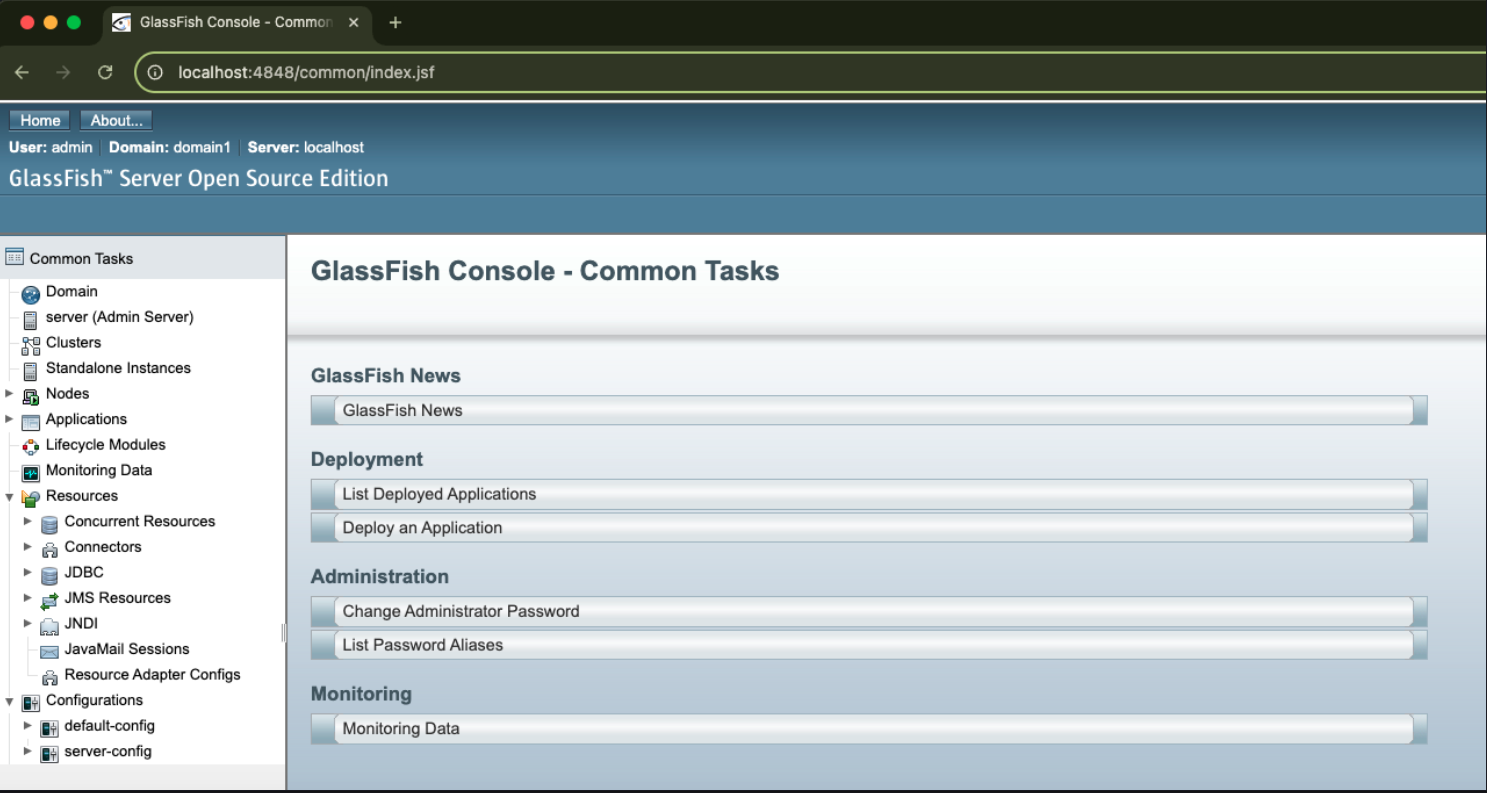 GlassFish Console - Common
localhost:4848/common/index.jsf
Home About...
User: admin Domain: domain1 Server: localhost
GlassFish™ Server Open Source Edition
Common Tasks
Domain
server (Admin Server)
Clusters
Standalone Instances
Nodes
Applications
Lifecycle Modules
Monitoring Data
Resources
Concurrent Resources
Connectors
JDBC
JMS Resources
JNDI
JavaMail Sessions
Resource Adapter Configs
Configurations
default-config
server-config
GlassFish Console - Common Tasks
GlassFish News
GlassFish News
Deployment
List Deployed Applications
Deploy an Application
Administration
Change Administrator Password
List Password Aliases
Monitoring
Monitoring Data